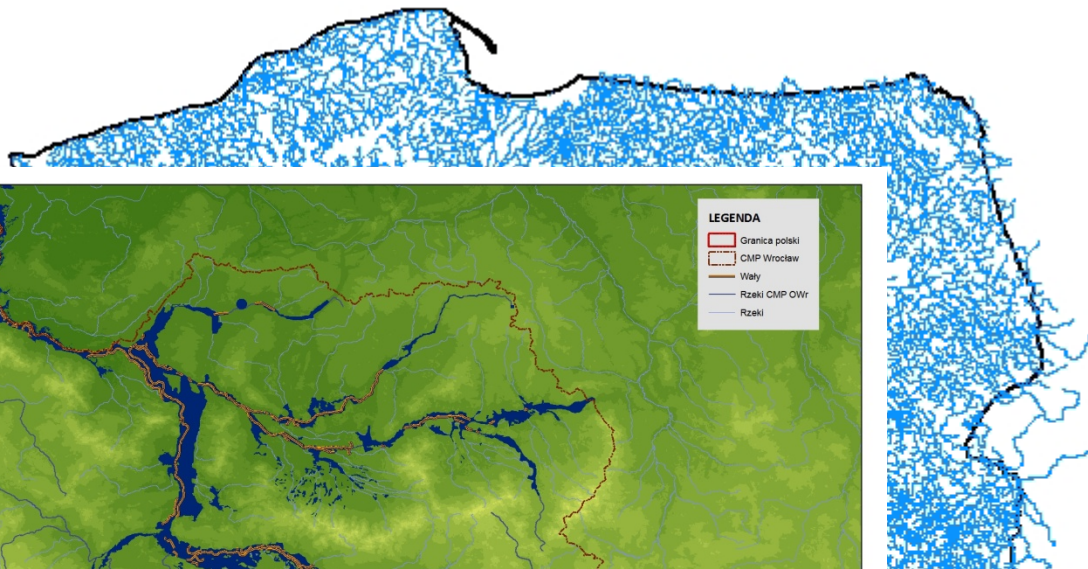 LEGENDA
Granica polski
CMP Wrocław
Wały
Rzeki CMP OWr
Rzeki